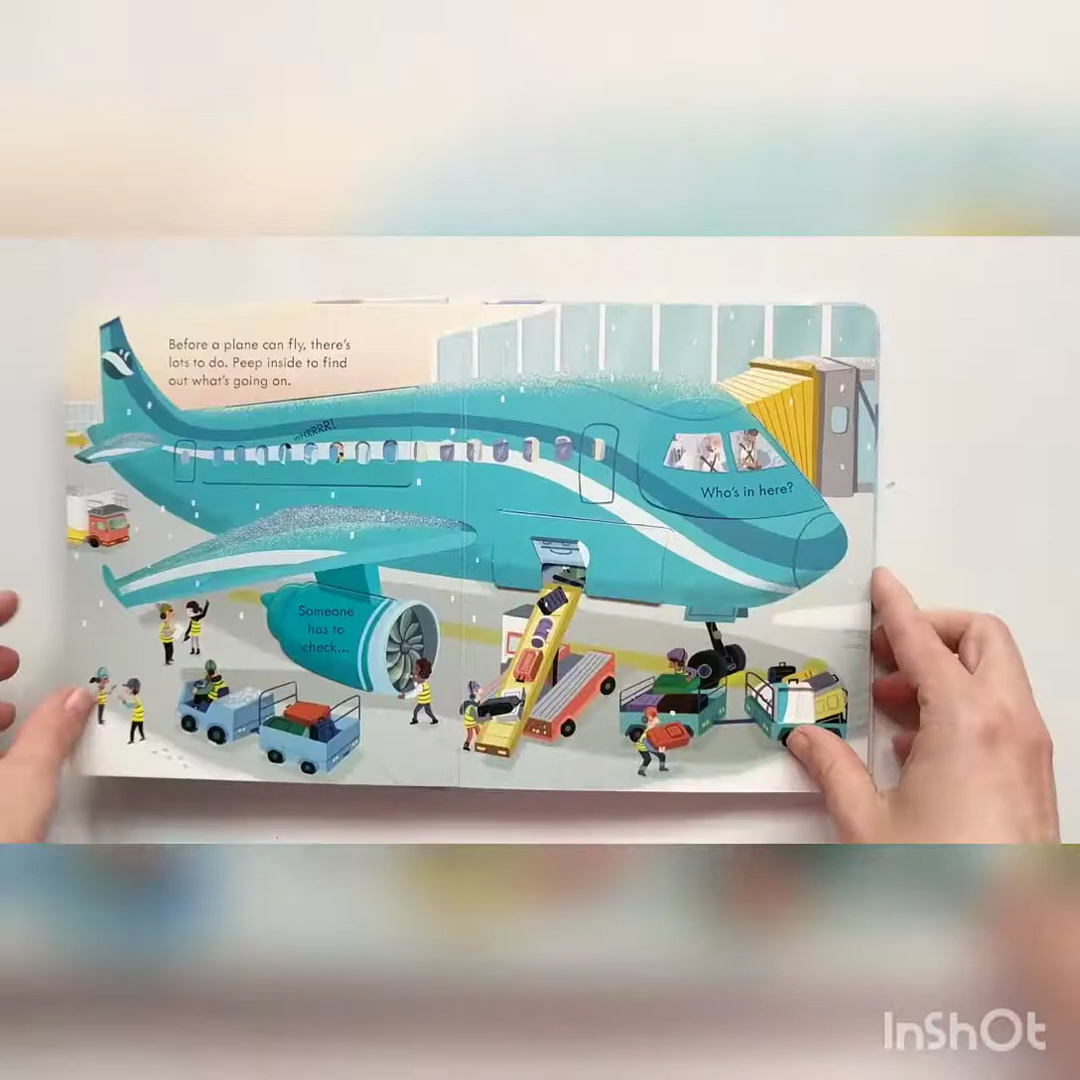 Before a plane can fly, there's
lots to do. Peep inside to find
out what's going on.
WHRRRR!
Who's in here?
Someone
has to
check...
InShOt